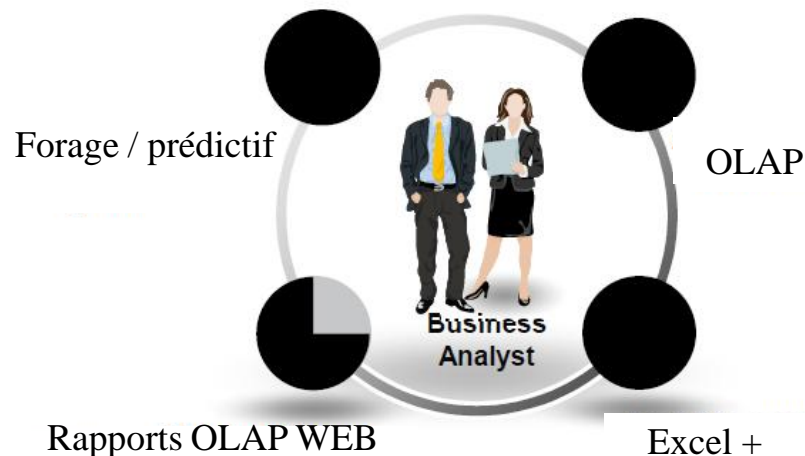 Forage / prédictif
OLAP
Business
Analyst
Rapports OLAP WEB
Excel +